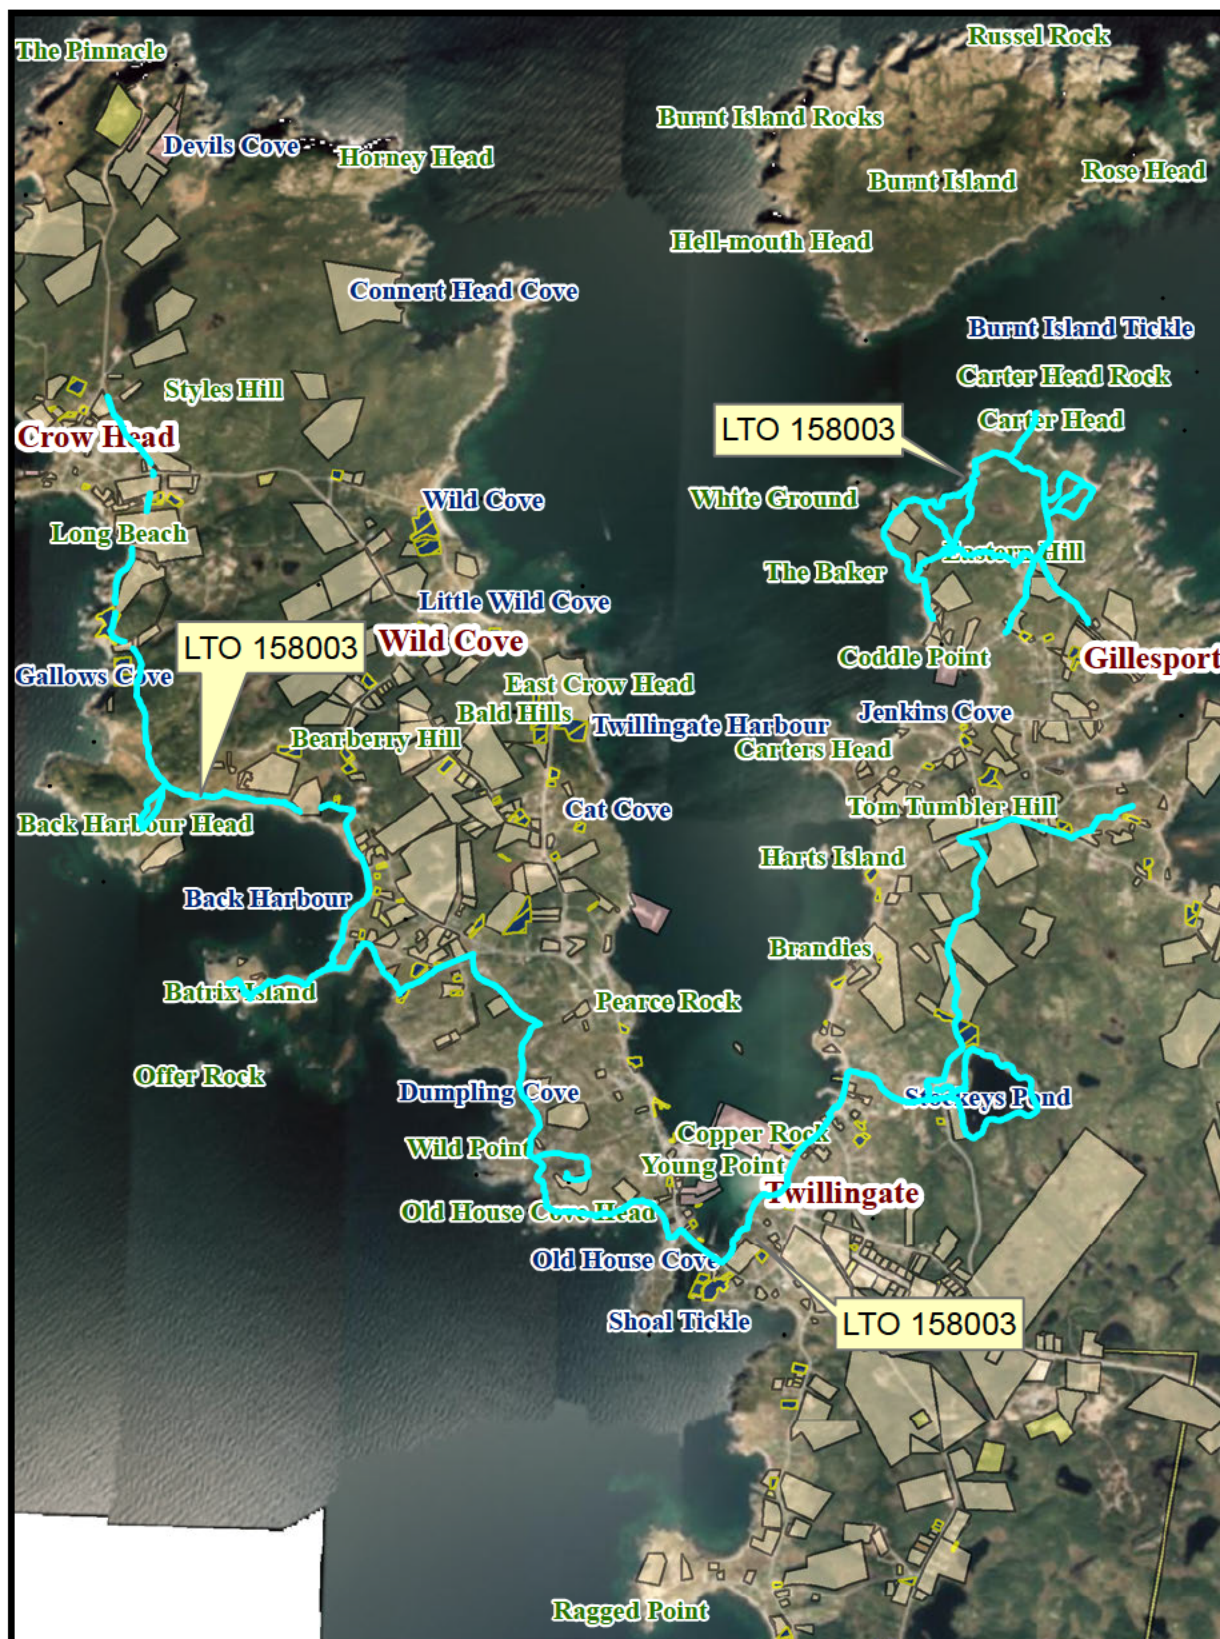 The Pinnacle
Russel Rock
Burnt Island Rocks
Devils Cove
Horney Head
Rose Head
Burnt Island
Hell-mouth Head
Connert Head Cove
Burnt Island Tickle
Carter Head Rock
Styles Hill
Carter Head
LTO 158003
Crow Head
White Ground
Wild Cove
Long Beach
Eastern Hill
The Baker
Little Wild Cove
LTO 158003
Wild Cove
Coddle Point
Gillesport
Gallows Cove
East Crow Head
Bald Hills
Jenkins Cove
Twillingate Harbour
Bearberry Hill
Carters Head
Tom Tumbler Hill
Cat Cove
Back Harbour Head
Harts Island
Back Harbour
Brandies
Batrix Island
Pearce Rock
Offer Rock
Dumpling Cove
Stockeys Pond
Copper Rock
Wild Point
Young Point
Twillingate
Old House Cove Head
Old House Cove
Shoal Tickle
LTO 158003
Ragged Point